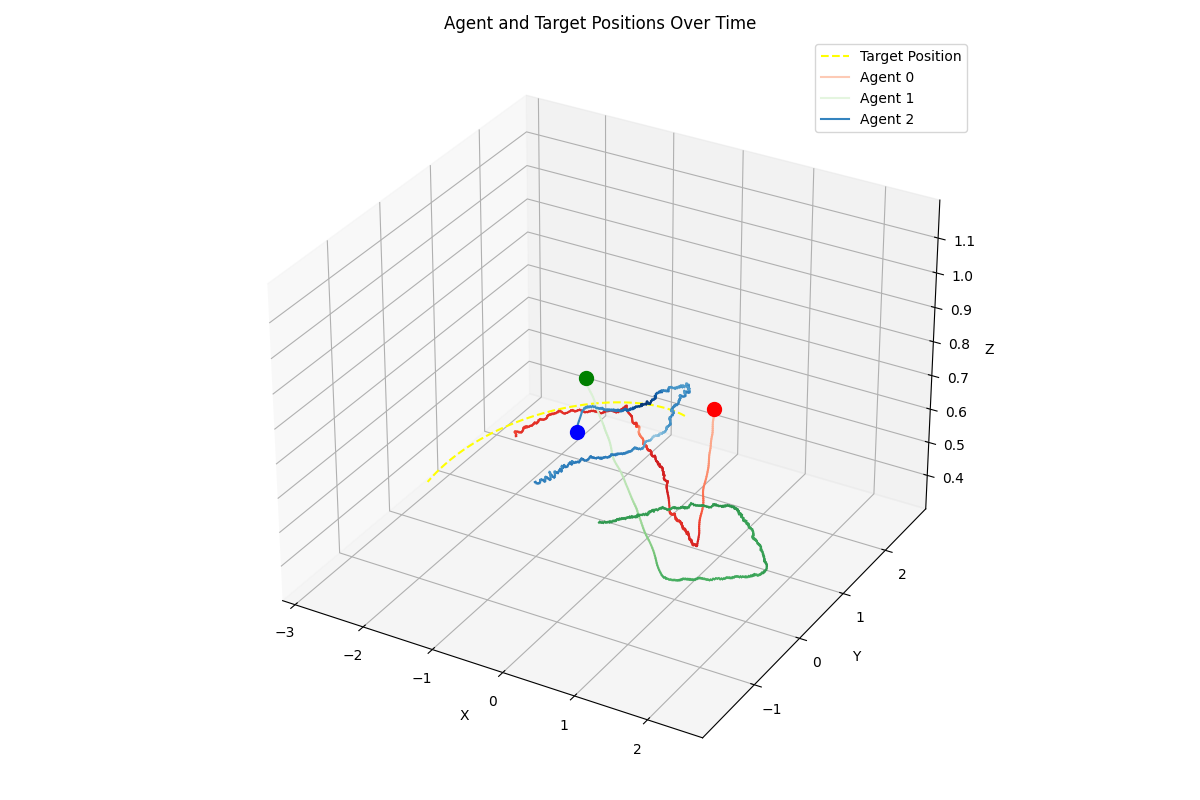 Agent and Target Positions Over Time
Target Position
Agent 0
Agent 1
Agent 2
1.1
1.0
0.9
0.8
0.7
0.6
0.5
0.4
Z
2
1
0
−1
Y
−3
−2
−1
0
1
2
X